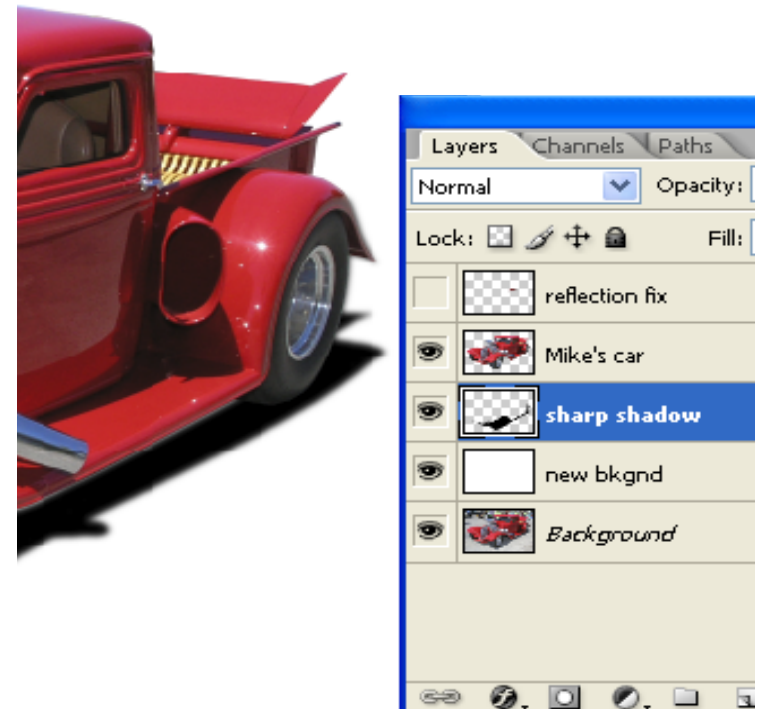 Layers Channels Paths
Normal Opacity:
Lock: Fill:
reflection fix
Mike's car
sharp shadow
new bkgnd
Background